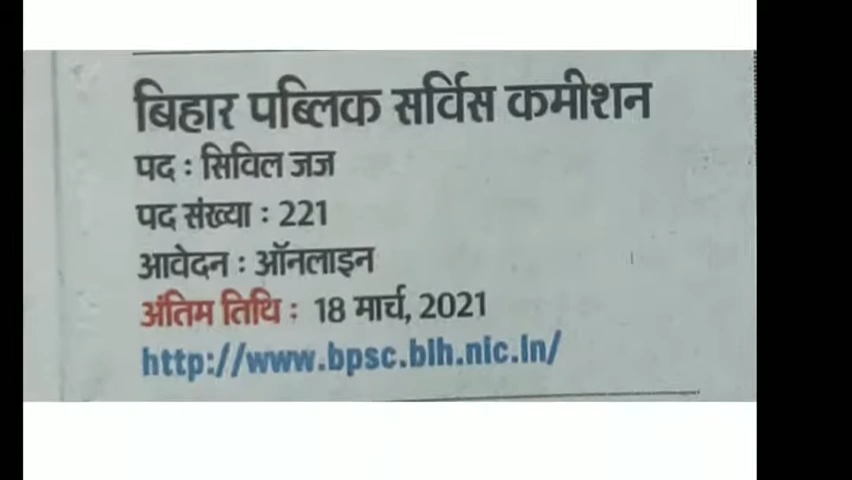 बिहार पब्लिक सर्विस कमीशन
पद : सिविल जज
पद संख्या : 221
आवेदन : ऑनलाइन
अंतिम तिथि : 18 मार्च, 2021
http://www.bpsc.bih.nic.in/